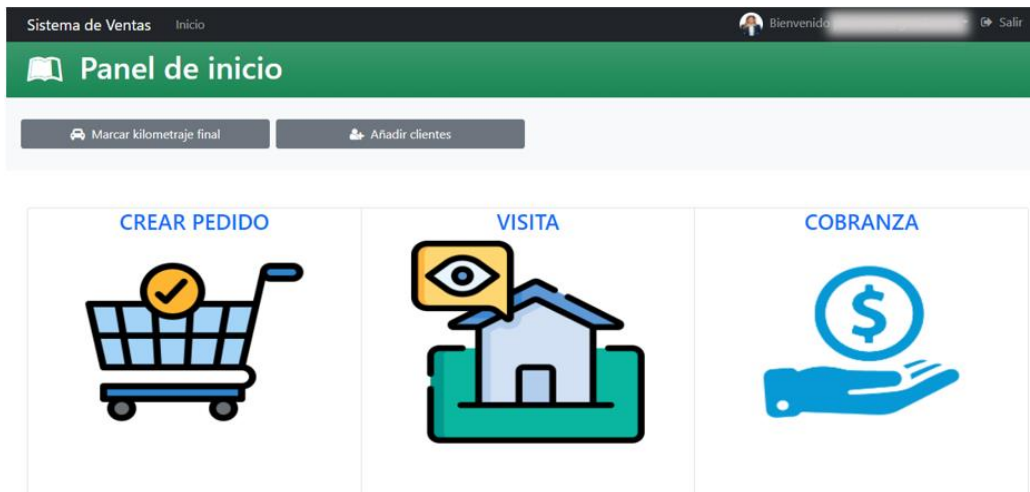 Sistema de Ventas Inicio Bienvenido Salir
Panel de inicio
Marcar kilometraje final Añadir clientes
CREAR PEDIDO VISITA COBRANZA
$